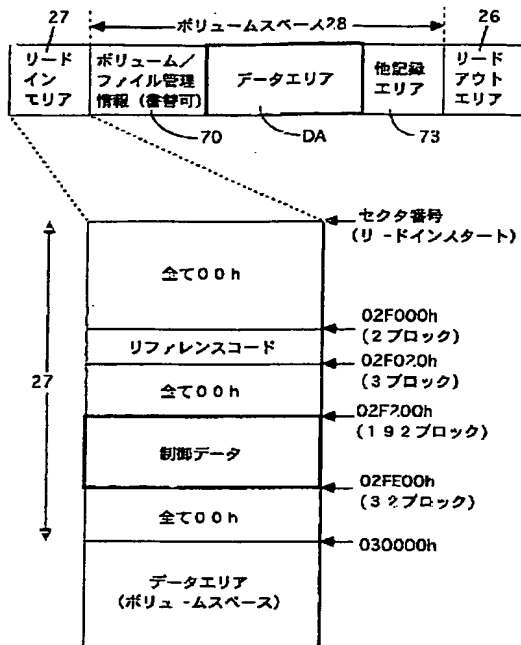 27
ボリュームスペース28
26
リード
イン
エリア
ボリューム/
ファイル管理
情報(書替可)
データエリア
他記録
エリア
リード
アウト
エリア
70
DA
73
セクタ番号
(リードインスタート)
全て00h
02F000h
(2ブロック)
リファレンスコード
02F020h
(3ブロック)
27
全て00h
02F200h
(192ブロック)
制御データ
02FE00h
(32ブロック)
全て00h
030000h
データエリア
(ボリュームスペース)